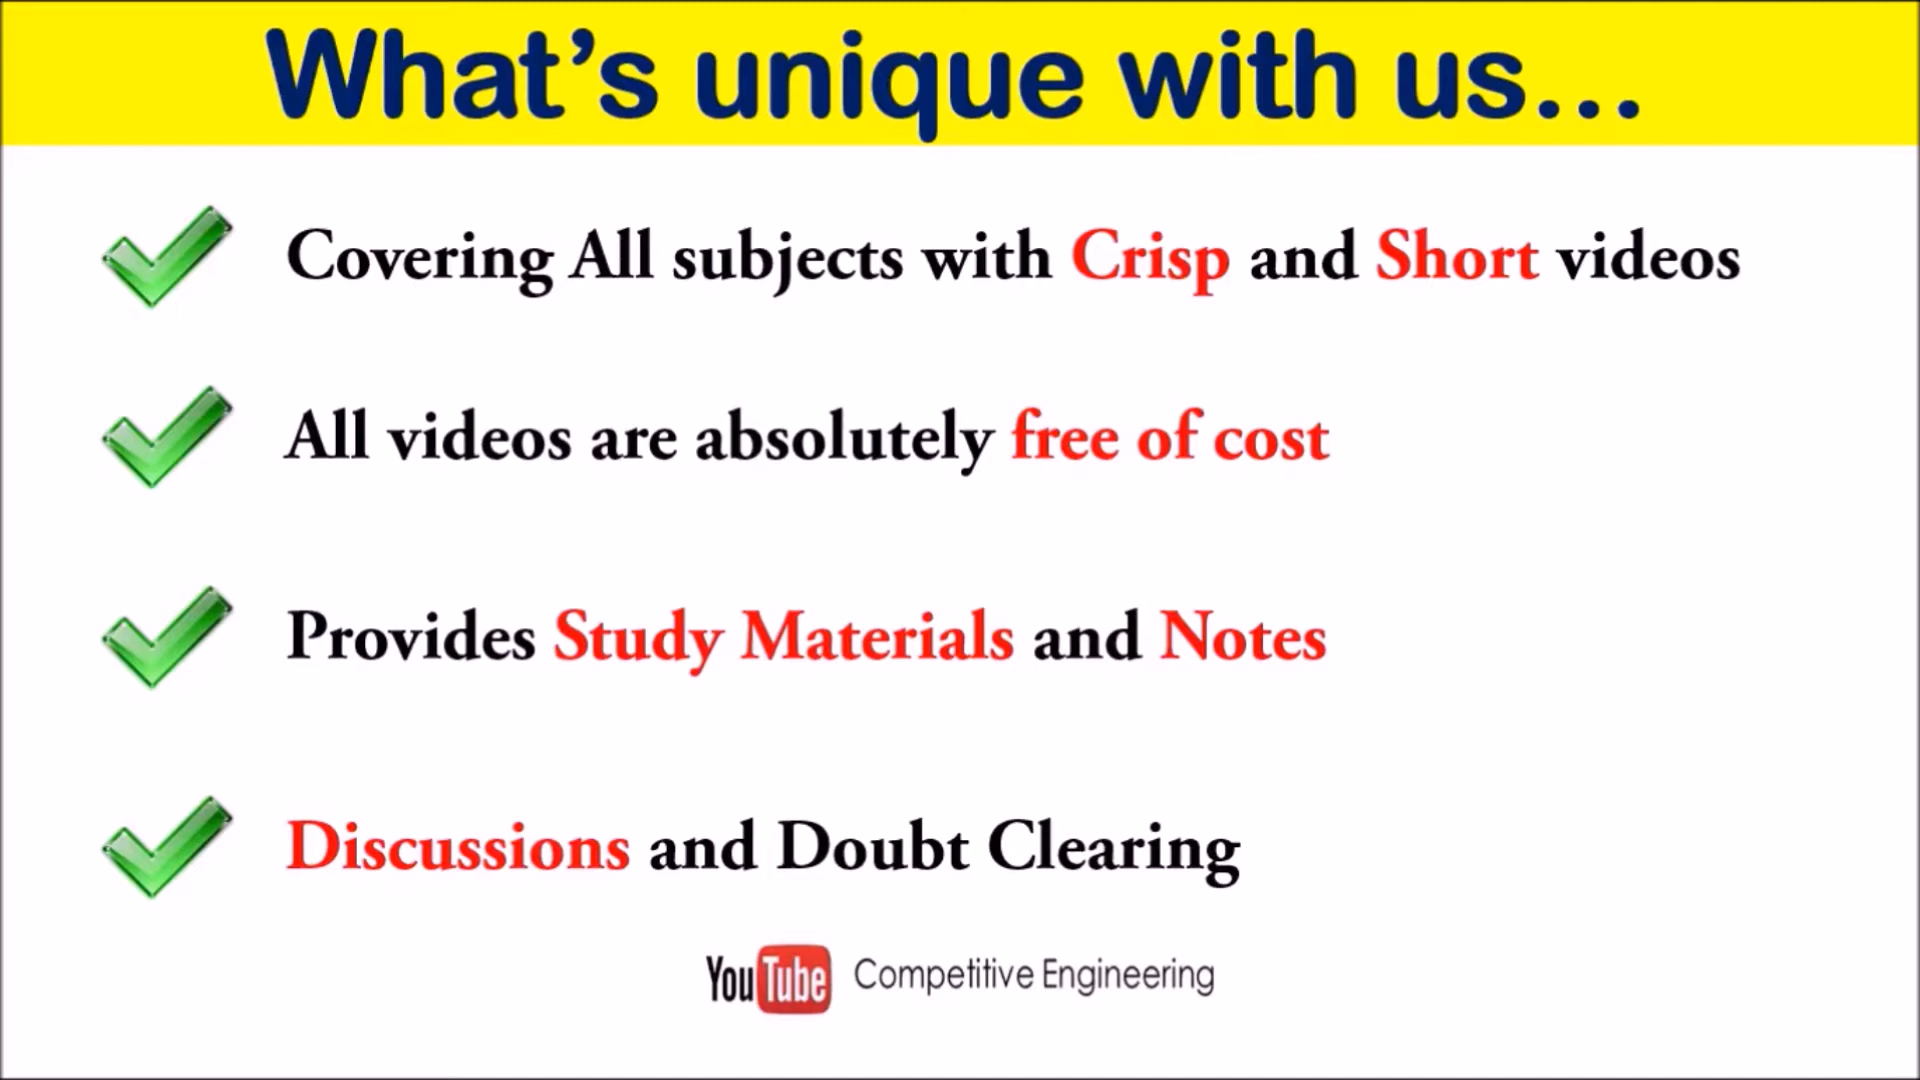 What’s unique with us...
Covering All subjects with Crisp and Short videos
All videos are absolutely free of cost
Provides Study Materials and Notes
Discussions and Doubt Clearing
YouTube Competitive Engineering